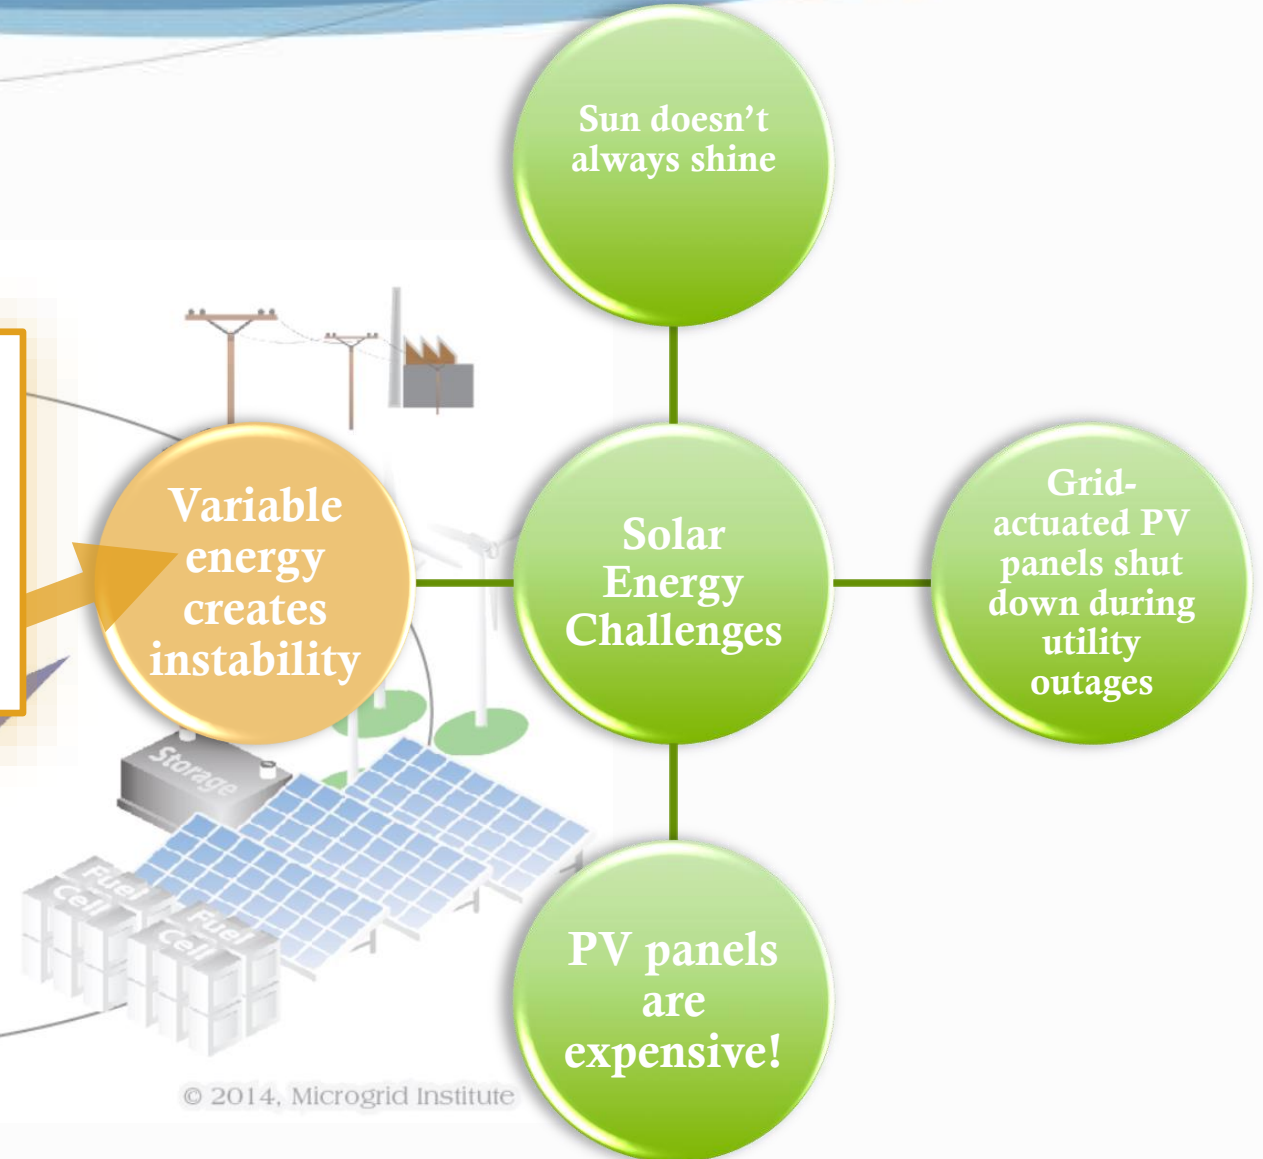 Sun doesn’t
always shine
Variable
energy
creates
instability
Solar
Energy
Challenges
Grid-
actuated PV
panels shut
down during
utility
outages
Storage
Fuel
Cell
Fuel
Cell
PV panels
are
expensive!
© 2014, Microgrid Institute